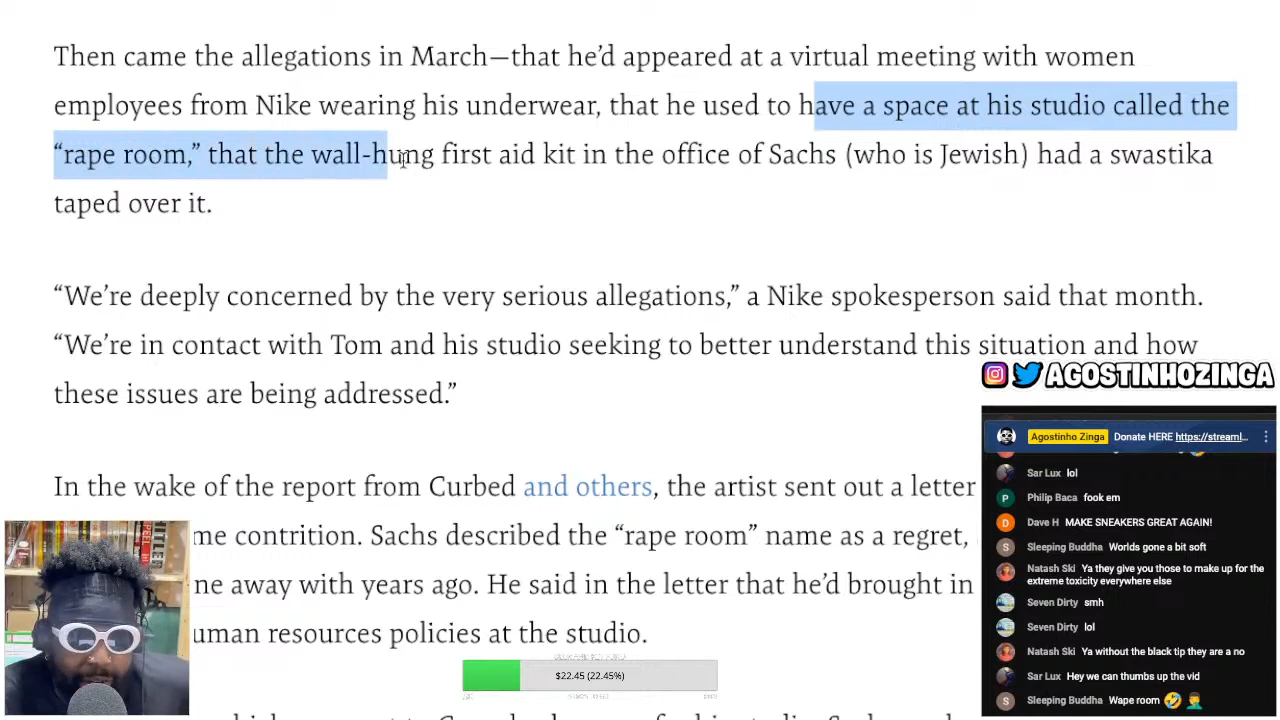 Then came the allegations in March—that he’d appeared at a virtual meeting with women
employees from Nike wearing his underwear, that he used to have a space at his studio called the
“rape room,” that the wall-hung first aid kit in the office of Sachs (who is Jewish) had a swastika
taped over it.
“We’re deeply concerned by the very serious allegations,” a Nike spokesperson said that month.
“We’re in contact with Tom and his studio seeking to better understand this situation and how
these issues are being addressed.”
In the wake of the report from Curbed and others, the artist sent out a letter
me contrition. Sachs described the “rape room” name as a regret,
ne away with years ago. He said in the letter that he’d brought in
uman resources policies at the studio.
AGOSTINHOZINGA
Agostinho Zinga Donate HERE https://streaml...
Sar Lux lol
Philip Baca fook em
Dave H MAKE SNEAKERS GREAT AGAIN!
Sleeping Buddha Worlds gone a bit soft
Natash Ski Ya they give you those to make up for the
extreme toxicity everywhere else
Seven Dirty smh
Seven Dirty lol
Natash Ski Ya without the black tip they are a no
Sar Lux Hey we can thumbs up the vid
Sleeping Buddha Wape room 🤣 🤦‍♂️
$22.45 (22.45%)